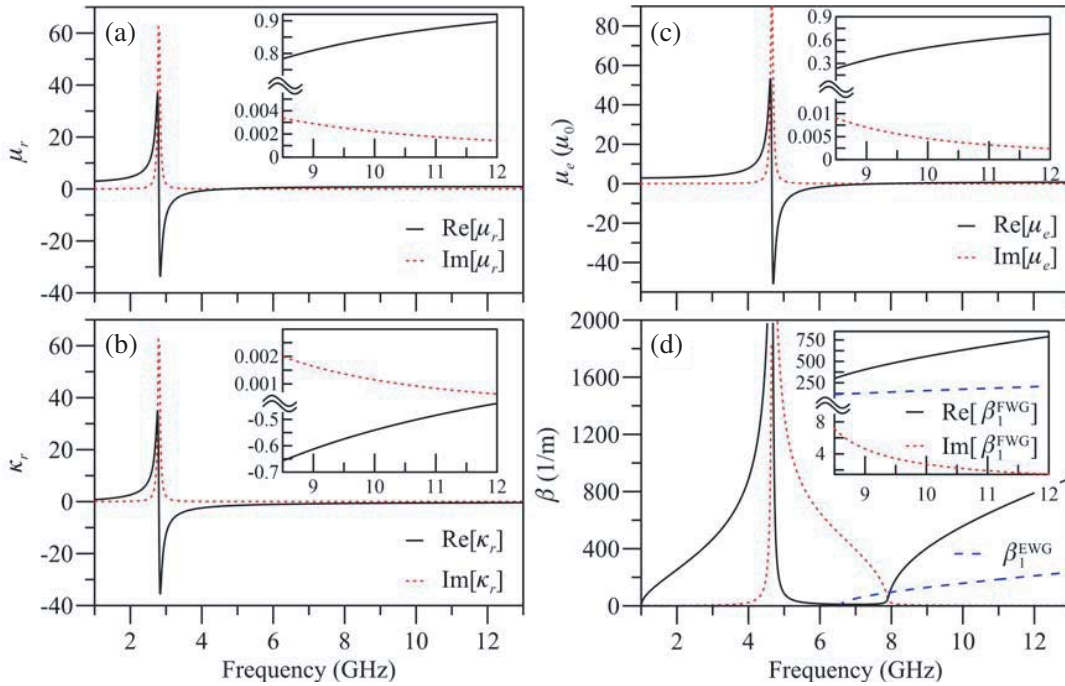 (a)
60
40
20
0
-20
-40
μr
0.9
0.8
0.004
0.002
0
9 10 11 12
Re[μr]
Im[μr]
(b)
60
40
20
0
-20
-40
κr
0.002
0.001
-0.5
-0.6
-0.7
9 10 11 12
Re[κr]
Im[κr]
2 4 6 8 10 12
Frequency (GHz)
(c)
80
60
40
20
0
-20
-40
μe (μ0)
0.9
0.6
0.3
0.01
0.005
0
9 10 11 12
Re[μe]
Im[μe]
(d)
2000
1600
1200
800
400
0
β (1/m)
750
500
250
8
4
9 10 11 12
Re[β1FWG]
Im[β1FWG]
β1EWG
2 4 6 8 10 12
Frequency (GHz)